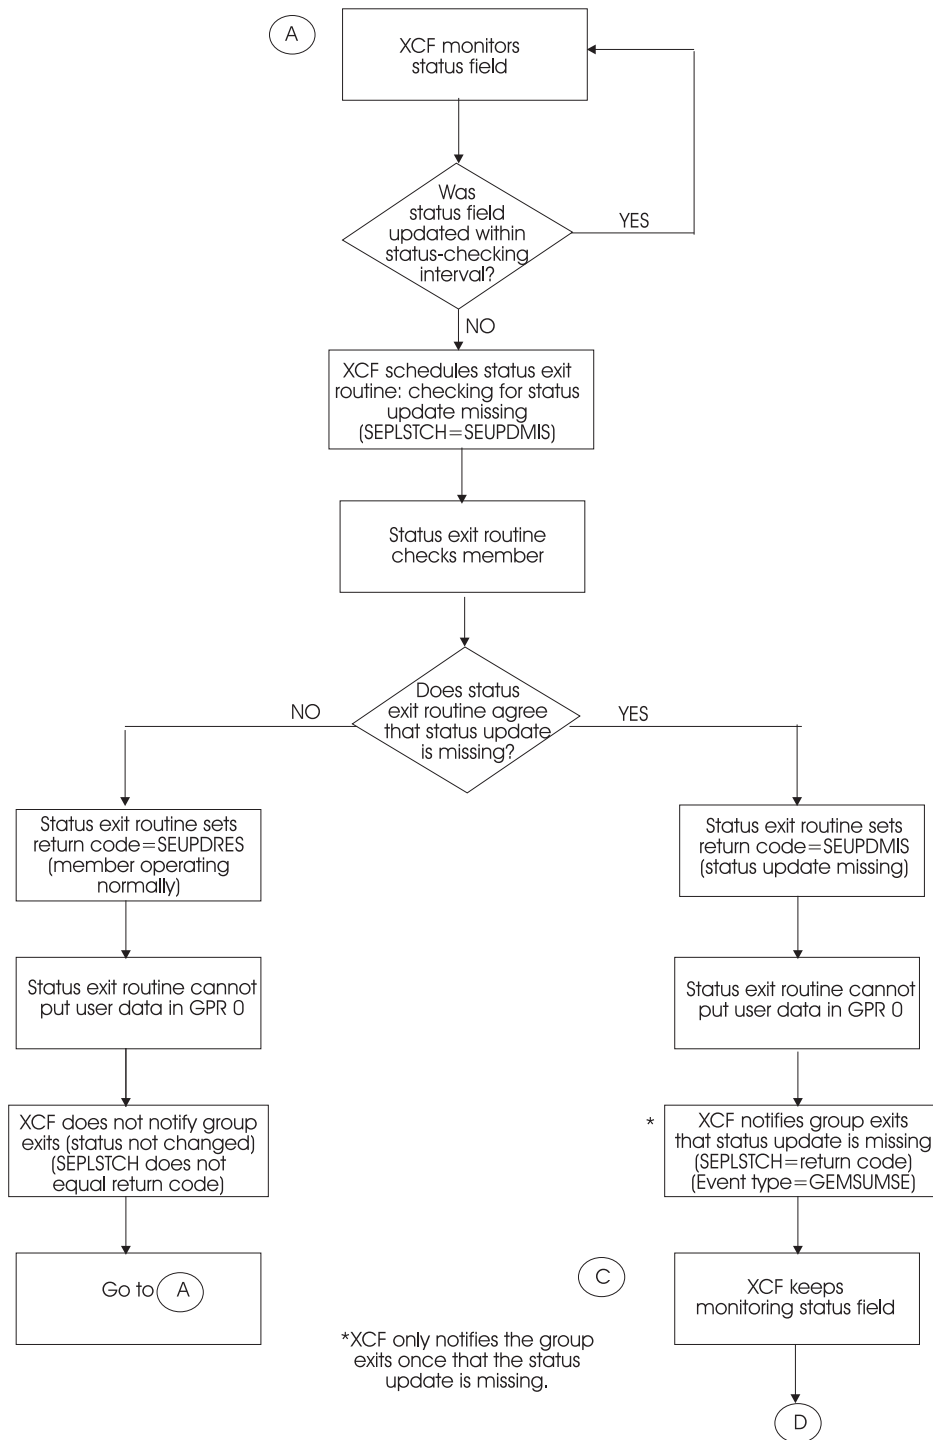 A
XCF monitors
status field
Was
status field
updated within
status-checking
interval?
YES
NO
XCF schedules status exit
routine: checking for status
update missing
(SEPLSTCH=SEUPDMIS)
Status exit routine
checks member
Does status
exit routine agree
that status update
is missing?
NO
YES
Status exit routine sets
return code=SEUPDRES
(member operating
normally)
Status exit routine cannot
put user data in GPR 0
XCF does not notify group
exits (status not changed)
(SEPLSTCH does not
equal return code)
Go to A
Status exit routine sets
return code=SEUPDMIS
(status update missing)
Status exit routine cannot
put user data in GPR 0
*
XCF notifies group exits
that status update is missing
(SEPLSTCH=return code)
(Event type=GEMSUMSE)
C
XCF keeps
monitoring status field
*XCF only notifies the group
exits once that the status
update is missing.
D